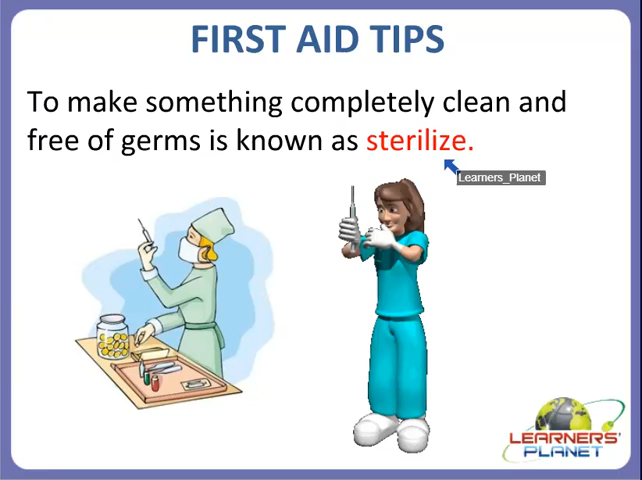 FIRST AID TIPS
To make something completely clean and
free of germs is known as sterilize.
Learners_Planet
LEARNERS'
PLANET